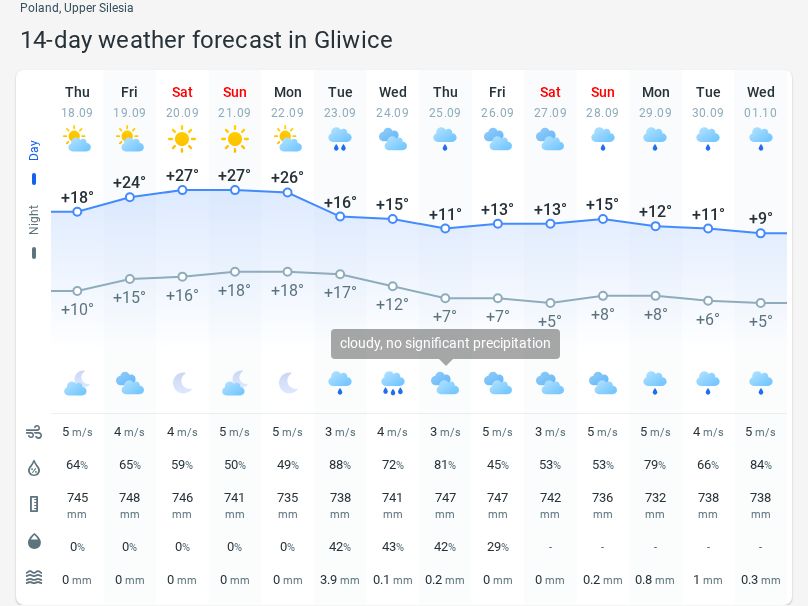 Poland, Upper Silesia
14-day weather forecast in Gliwice
Thu Fri Sat Sun Mon Tue Wed Thu Fri Sat Sun Mon Tue Wed
18.09 19.09 20.09 21.09 22.09 23.09 24.09 25.09 26.09 27.09 28.09 29.09 30.09 01.10
Day
+18° +24° +27° +27° +26° +16° +15° +11° +13° +13° +15° +12° +11° +9°
Night
+10° +15° +16° +18° +18° +17° +12° +7° +7° +5° +8° +8° +6° +5°
cloudy, no significant precipitation
5 m/s 4 m/s 4 m/s 5 m/s 5 m/s 3 m/s 4 m/s 3 m/s 5 m/s 3 m/s 5 m/s 5 m/s 4 m/s 5 m/s
64% 65% 59% 50% 49% 88% 72% 81% 45% 53% 53% 79% 66% 84%
745 748 746 741 735 738 741 747 747 742 736 732 738 738
mm mm mm mm mm mm mm mm mm mm mm mm mm mm
0% 0% 0% 0% 0% 42% 43% 42% 29% - - - - -
0 mm 0 mm 0 mm 0 mm 0 mm 3.9 mm 0.1 mm 0.2 mm 0 mm 0 mm 0.2 mm 0.8 mm 1 mm 0.3 mm